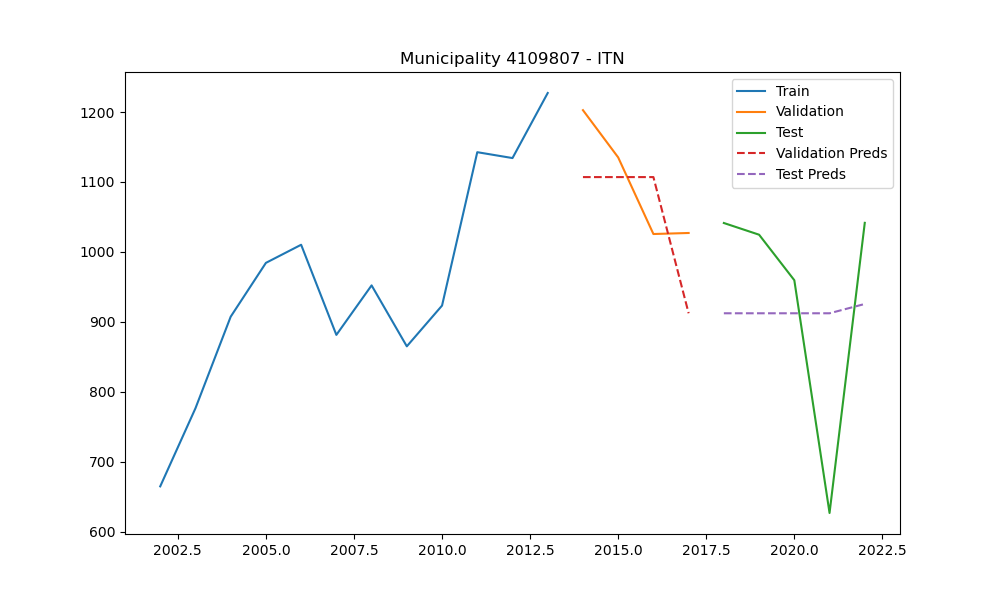 Municipality 4109807 - ITN
Train
Validation
Test
Validation Preds
Test Preds
1200
1100
1000
900
800
700
600
2002.5 2005.0 2007.5 2010.0 2012.5 2015.0 2017.5 2020.0 2022.5